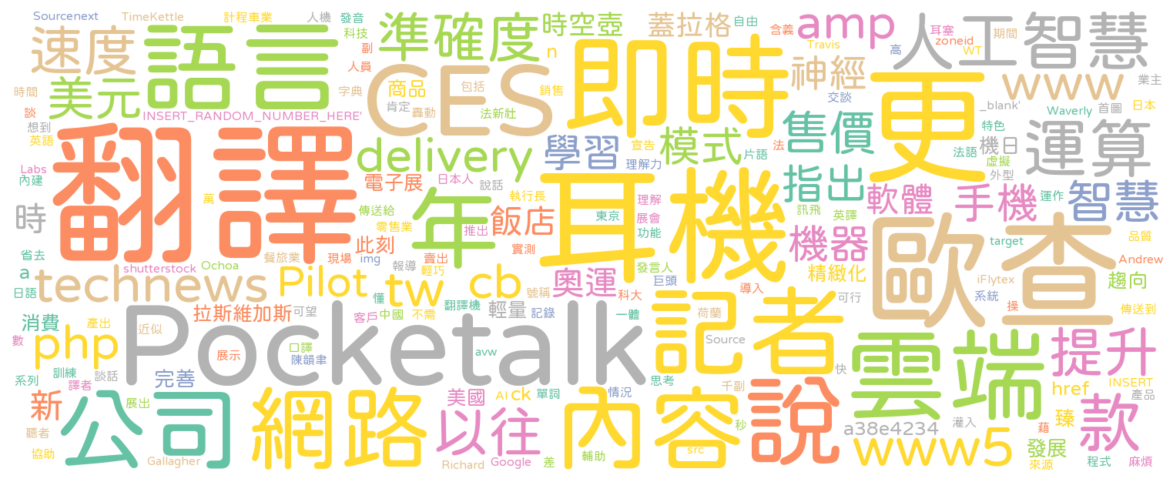 Sourcenext TimeKettle 計程車業 人機 發音 準確度 時空壺 蓋拉格 自由 含義 amp 耳塞 高 人工智慧
速度 語言 科技 副 人員 CES n 即時 Travis zoneid 期間 WT 業主
時間 美元 字典 商品 包括 銷售 神經 更 www
談 肯定 轟動 法新社 交談 _blank' 首圖 日本
想到 INSERT_RANDOM_NUMBER_HERE' 宣告 售價 Waverly
英語 翻譯 delivery 學習 模式 片語 法 特色 機日 運算
Labs 內建 電子展 日本人 說話 理解力 指出 法語 虛擬 外型
萬 年 執行長 飯店 耳機 理解 軟體 手機 運作 智慧
時 傳送給 零售業 推出 東京 展會 訊飛 英譯 歐查 品質
省去 餐旅業 現場 此刻 賣出 實測 功能 機器 target Andrew
a shutterstock Ochoa img 報導 輕巧 發言人 巨頭 精緻化 iFlytex 趨向
日語 technews Pilot tw cb 號稱 奧運 科大 導入 系統 操 傳送到
消費 拉斯維加斯 可望 懂 翻譯機 輕量 記錄 一體 記者 可行
數 php 產出 近似 Pocketalk 客戶 中國 不需 荷蘭 雲端 提升
系列 訓練 譯者 談話 展示 口譯 陳韻聿 avw Source 快
完善 美國 AI ck 單詞 情況 思考 千副 href INSERT 產品
新 展出 公司 網路 以往 內容 秒 說 a38e4234 灌入 臻 款
聽者 藉
協助 Gallagher Richard Google 差 輔助 src www5 發展 來源 程式 麻煩